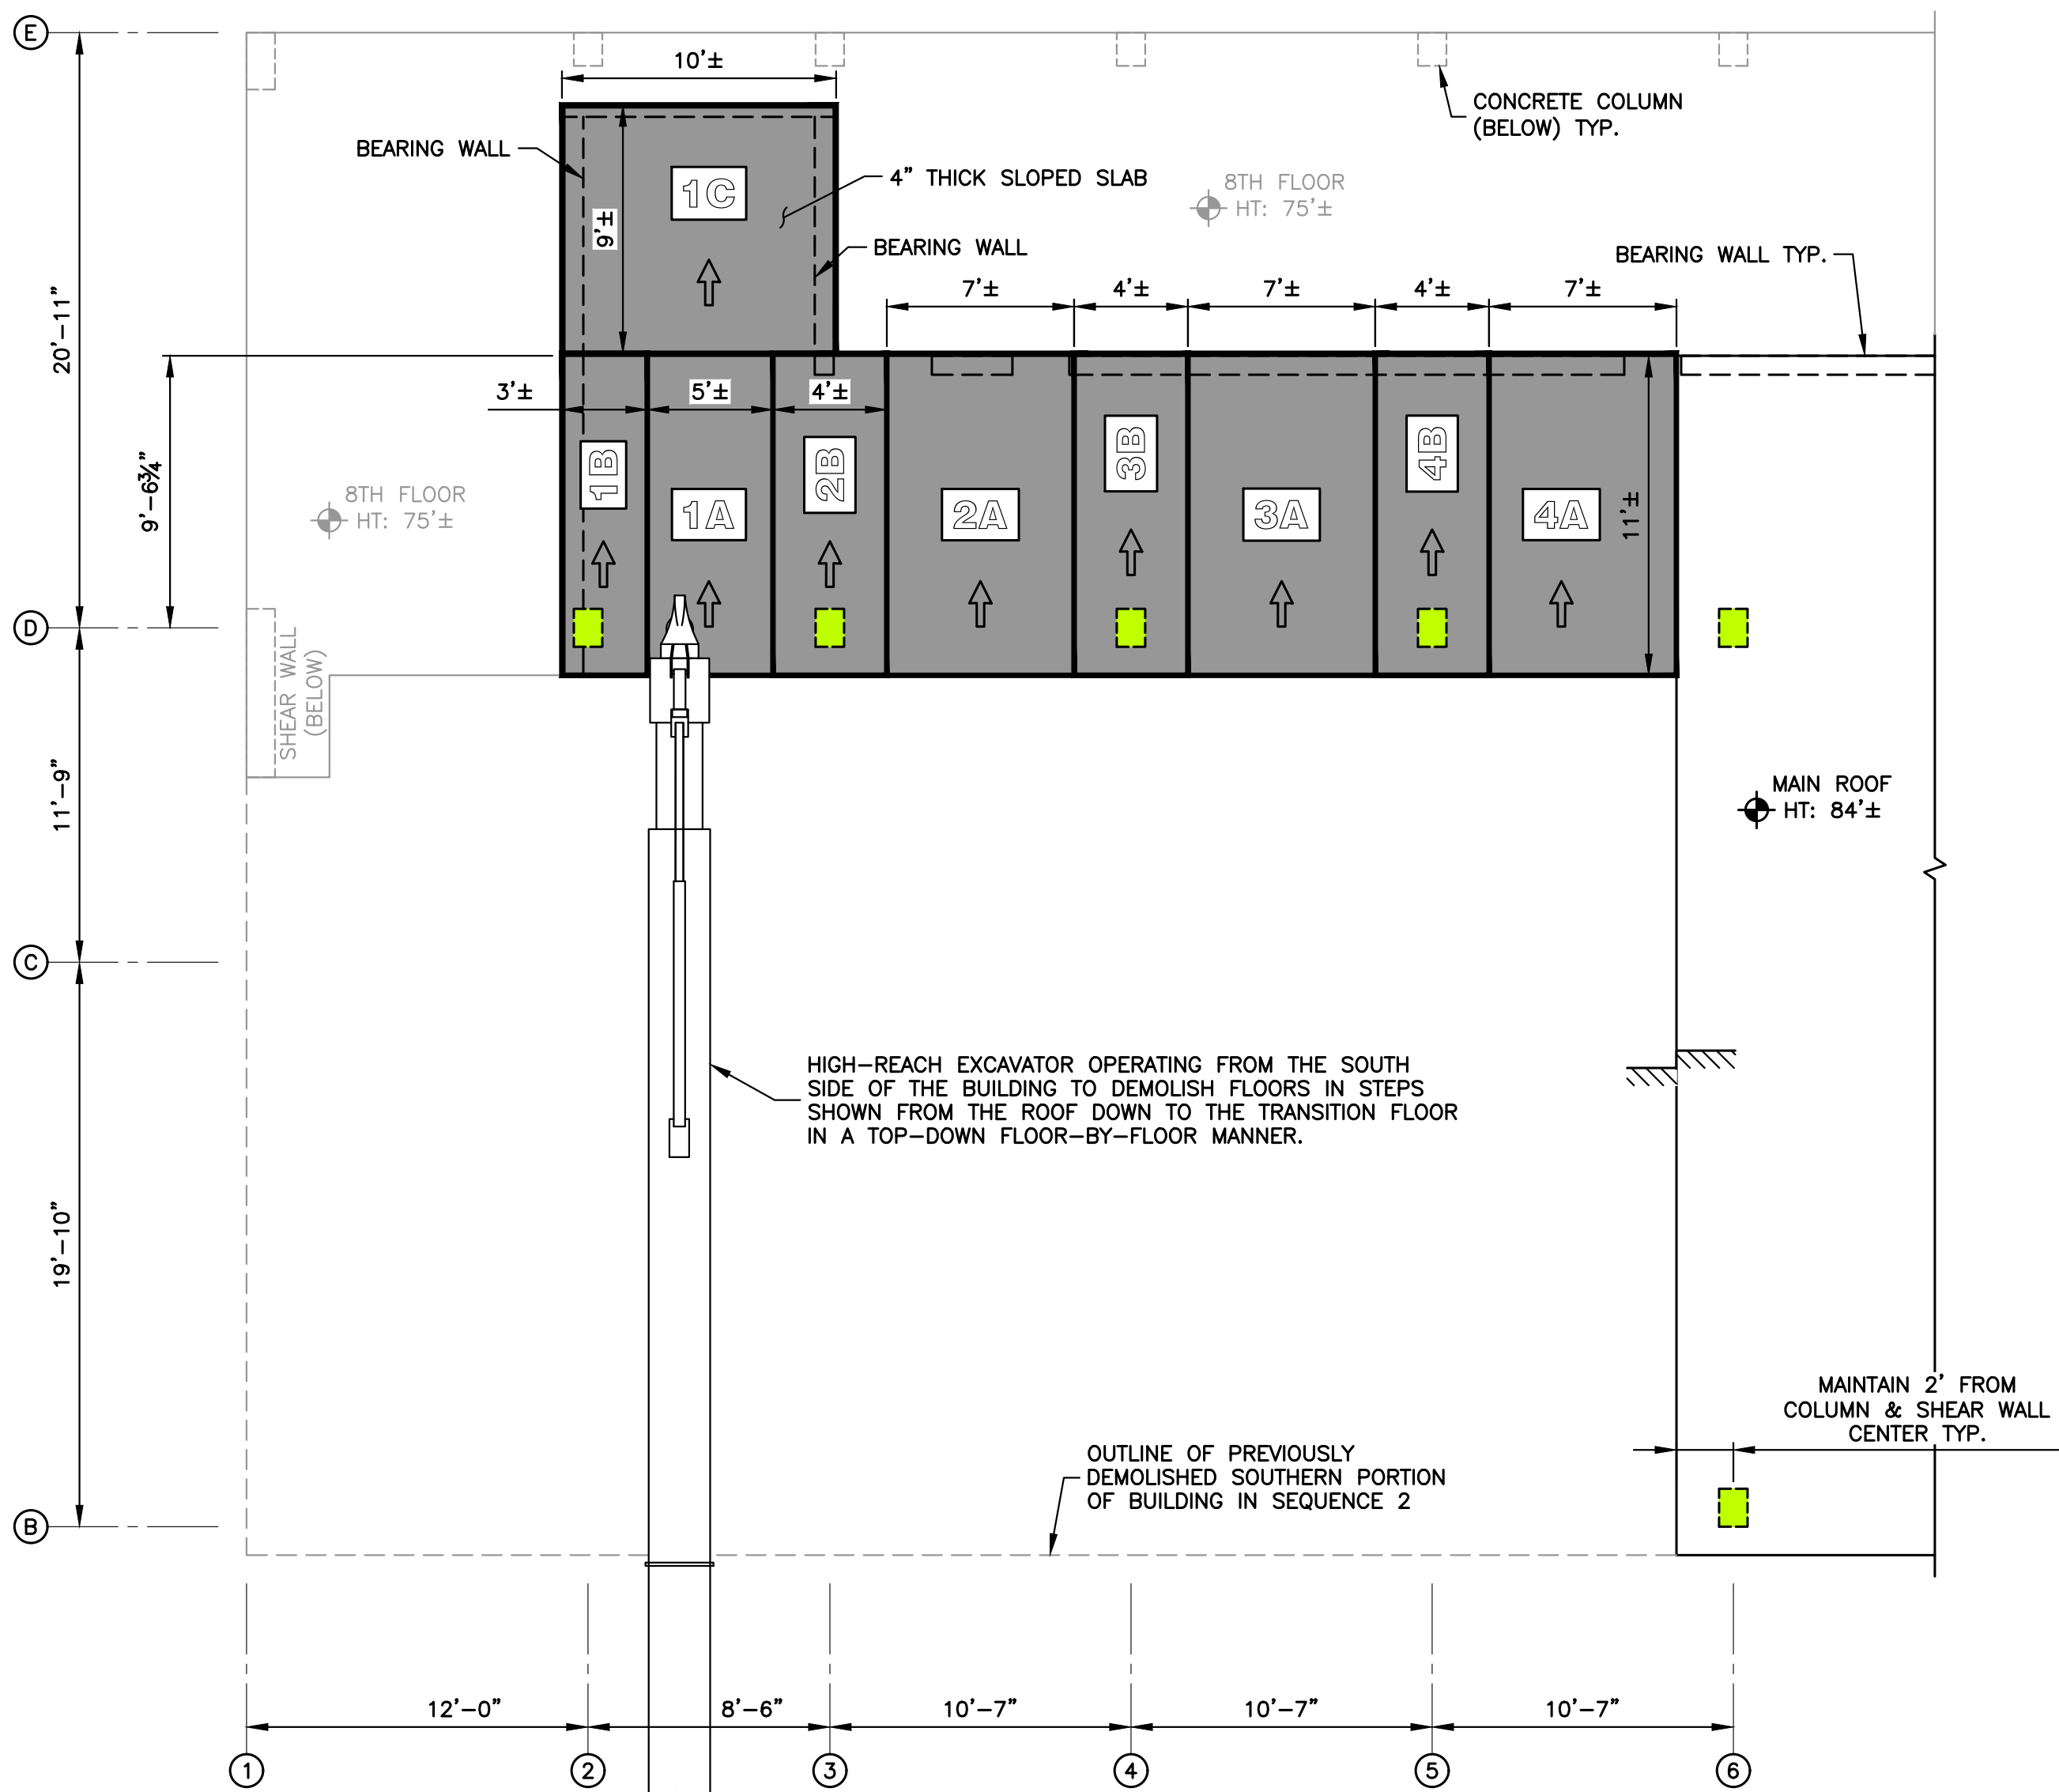 E
10'±
CONCRETE COLUMN
(BELOW) TYP.
BEARING WALL
1C
4" THICK SLOPED SLAB
8TH FLOOR
HT: 75'±
9'±
BEARING WALL
BEARING WALL TYP.
7'±
4'±
7'±
4'±
7'±
20'-11"
3'±
5'±
4'±
9'-6¾"
8TH FLOOR
HT: 75'±
1B
1A
2B
2A
3B
3A
4B
4A
11'±
D
SHEAR WALL
(BELOW)
11'-9"
MAIN ROOF
HT: 84'±
C
HIGH-REACH EXCAVATOR OPERATING FROM THE SOUTH
SIDE OF THE BUILDING TO DEMOLISH FLOORS IN STEPS
SHOWN FROM THE ROOF DOWN TO THE TRANSITION FLOOR
IN A TOP-DOWN FLOOR-BY-FLOOR MANNER.
19'-10"
MAINTAIN 2' FROM
COLUMN & SHEAR WALL
CENTER TYP.
OUTLINE OF PREVIOUSLY
DEMOLISHED SOUTHERN PORTION
OF BUILDING IN SEQUENCE 2
B
12'-0"
8'-6"
10'-7"
10'-7"
10'-7"
1
2
3
4
5
6